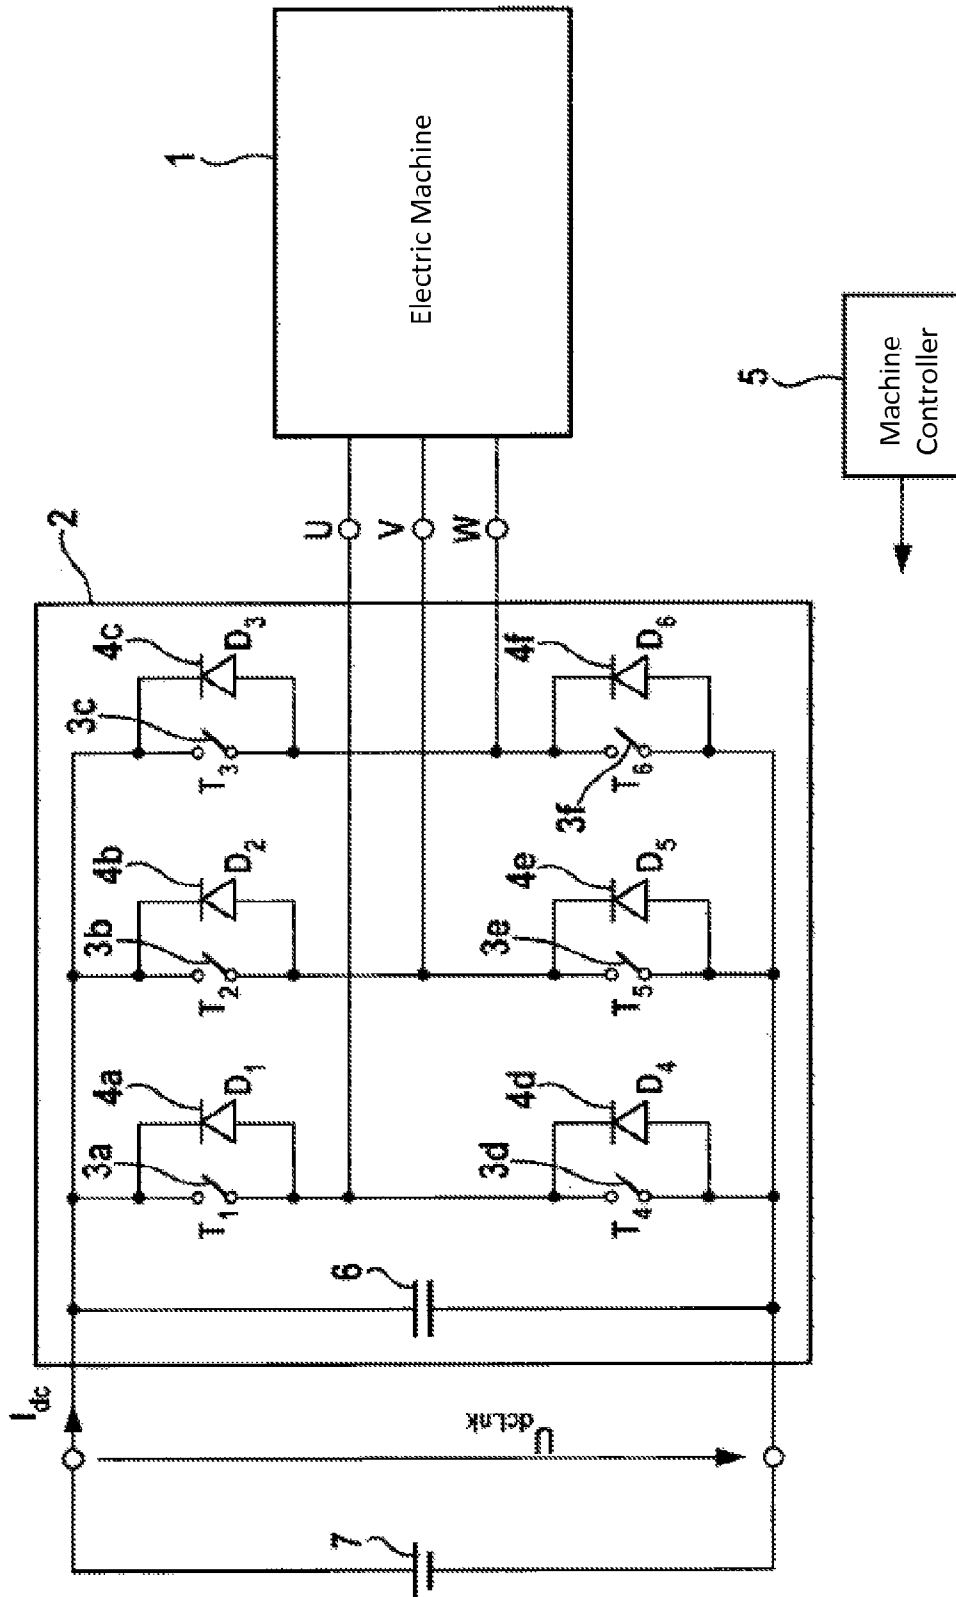 1
Electric Machine
5
Machine
Controller
2
U
V
W
3c
4c
T3
D3
3f
4f
T6
D6
3b
4b
T2
D2
3e
4e
T5
D5
3a
4a
T1
D1
3d
4d
T4
D4
6
Idc
UdcLnk
7